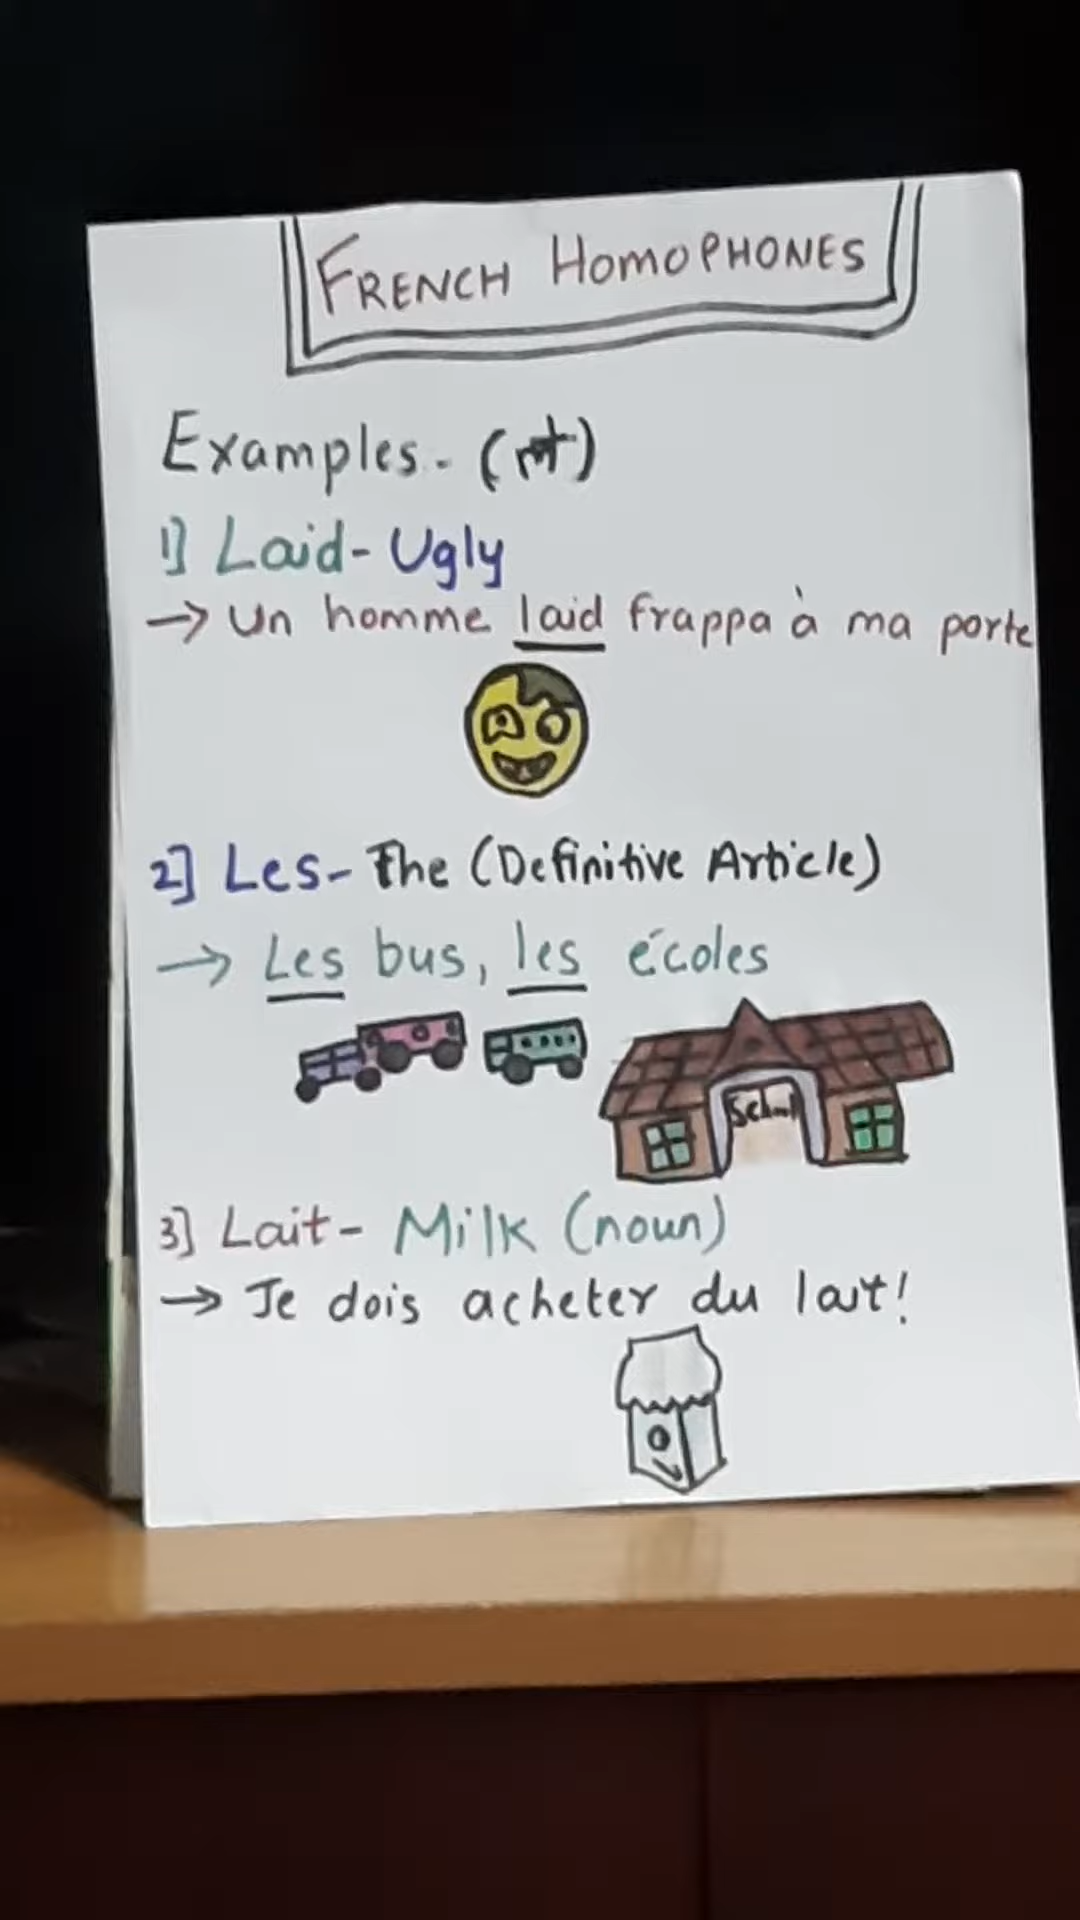 FRENCH HOMOPHONES
Examples-
1] Laid-Ugly
→ Un homme laid frappa à ma porte
2] Les- The (Definitive Article)
→ Les bus, les écoles
School
3] Lait- Milk (noun)
→ Je dois acheter du lait!